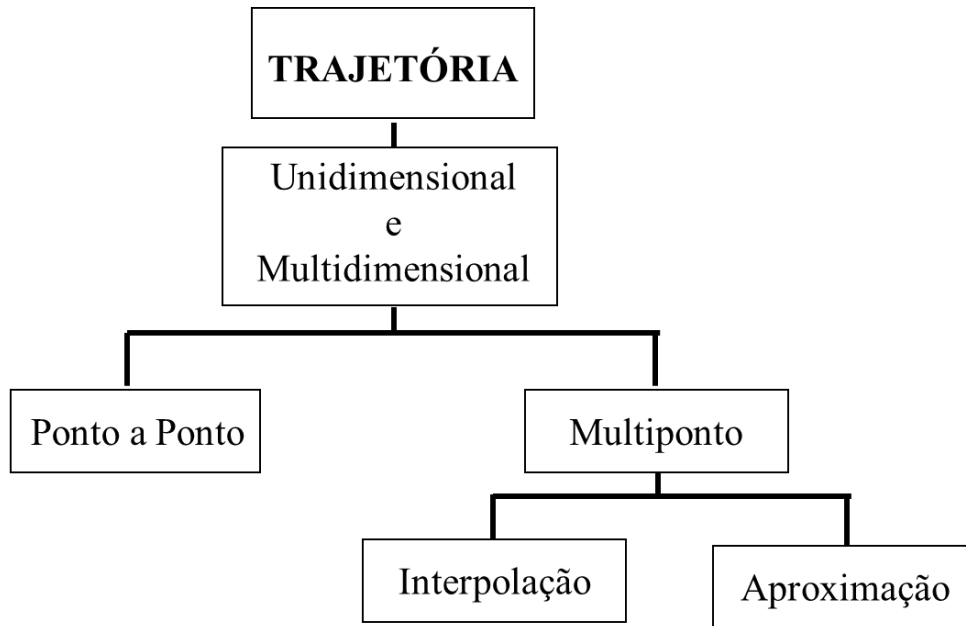 TRAJETÓRIA
Unidimensional
e
Multidimensional
Ponto a Ponto
Multiponto
Interpolação
Aproximação